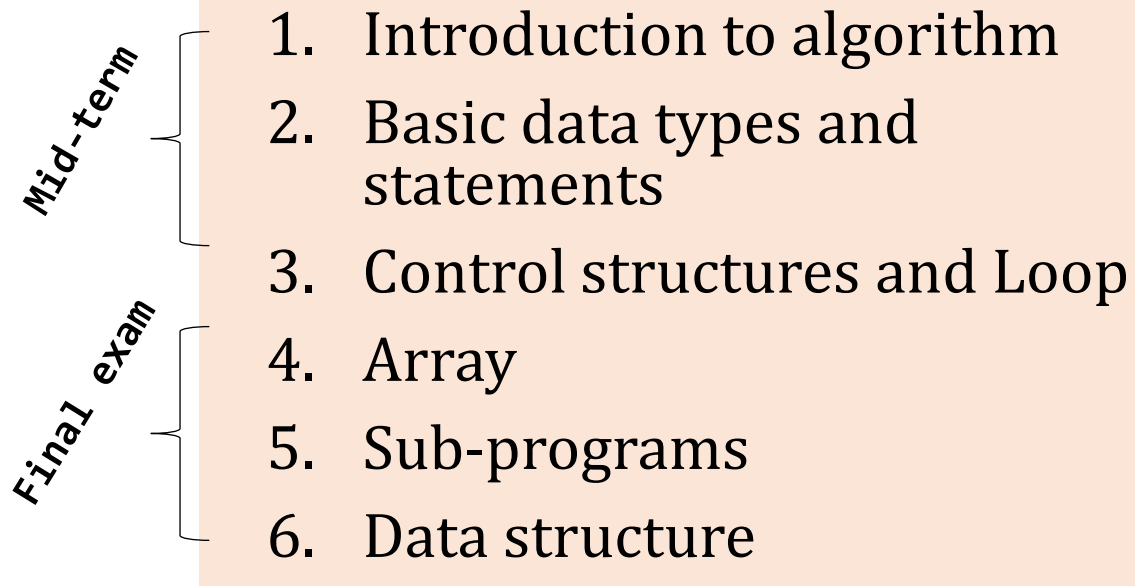 Mid-term
1. Introduction to algorithm
2. Basic data types and
statements
3. Control structures and Loop
Final exam
4. Array
5. Sub-programs
6. Data structure